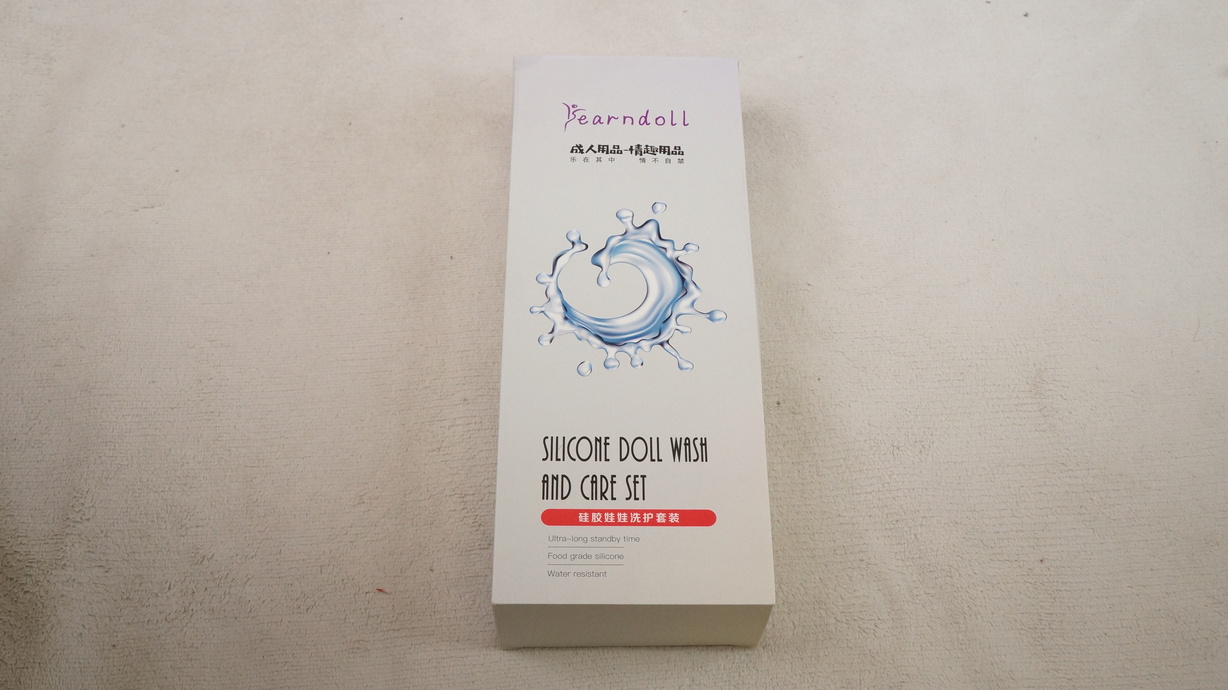 Yearndoll
成人用品-情趣用品
乐在其中 情不自禁
SILICONE DOLL WASH
AND CARE SET
硅胶娃娃洗护套装
Ultra-long standby time
Food grade silicone
Water resistant